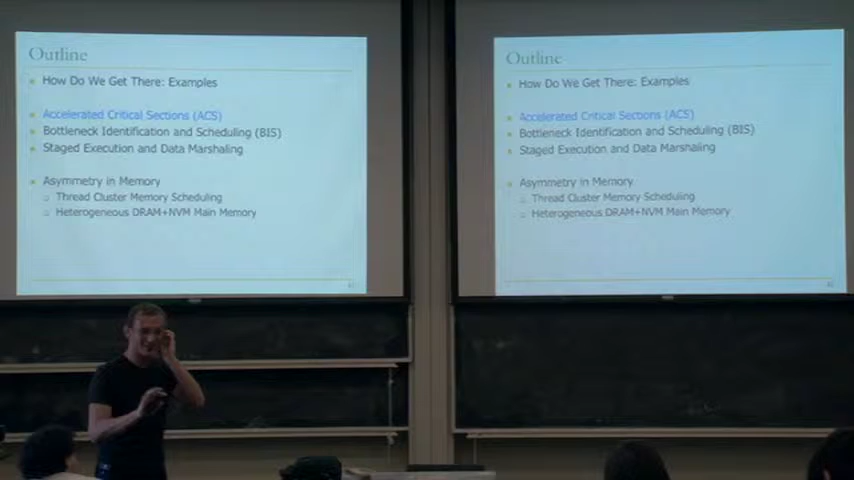 Outline
How Do We Get There: Examples
Accelerated Critical Sections (ACS)
Bottleneck Identification and Scheduling (BIS)
Staged Execution and Data Marshaling
Asymmetry in Memory
Thread Cluster Memory Scheduling
Heterogeneous DRAM+NVM Main Memory
Outline
How Do We Get There: Examples
Accelerated Critical Sections (ACS)
Bottleneck Identification and Scheduling (BIS)
Staged Execution and Data Marshaling
Asymmetry in Memory
Thread Cluster Memory Scheduling
Heterogeneous DRAM+NVM Main Memory